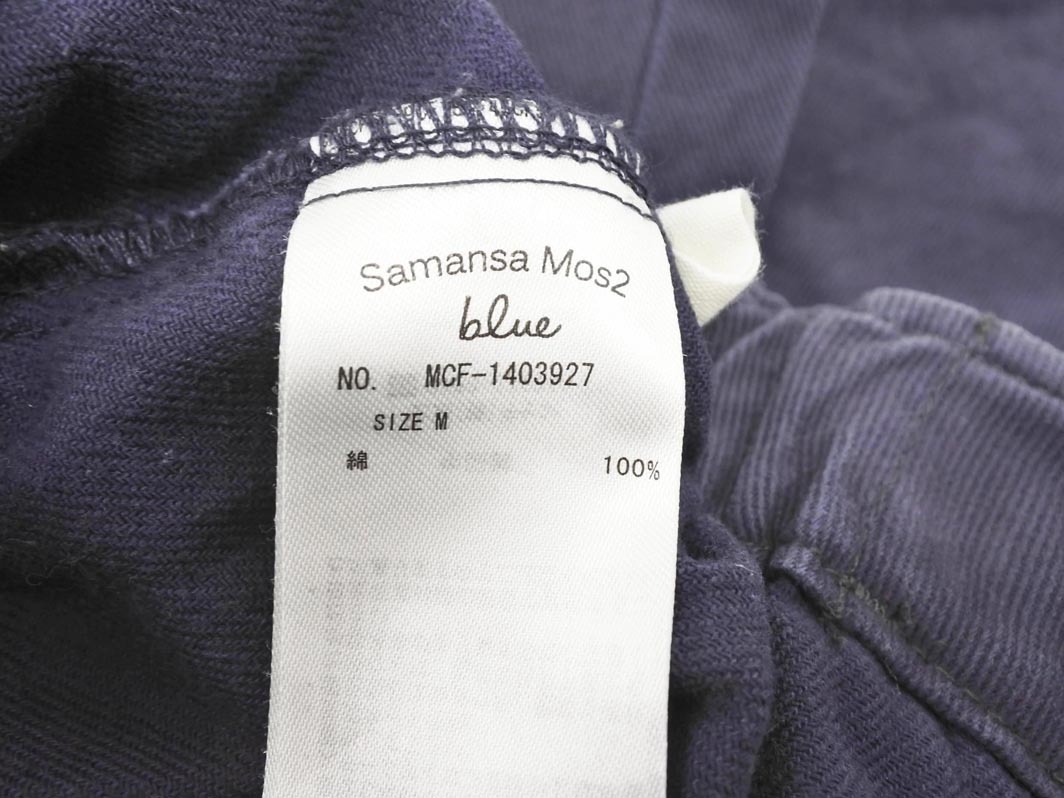 Samansa Mos2
blue
NO. MCF-1403927
SIZE M
綿 100%